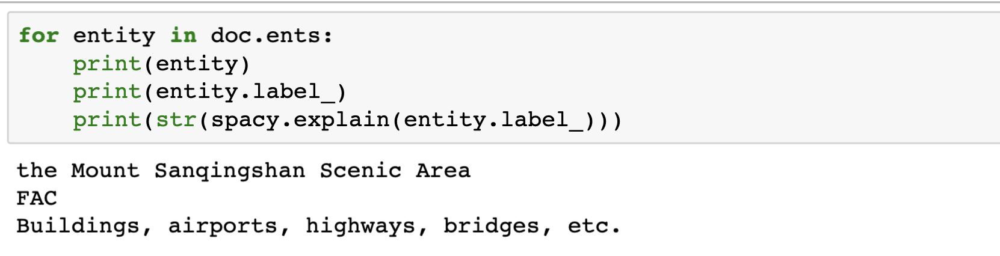 for entity in doc.ents:
    print(entity)
    print(entity.label_)
    print(str(spacy.explain(entity.label_)))
the Mount Sanqingshan Scenic Area
FAC
Buildings, airports, highways, bridges, etc.